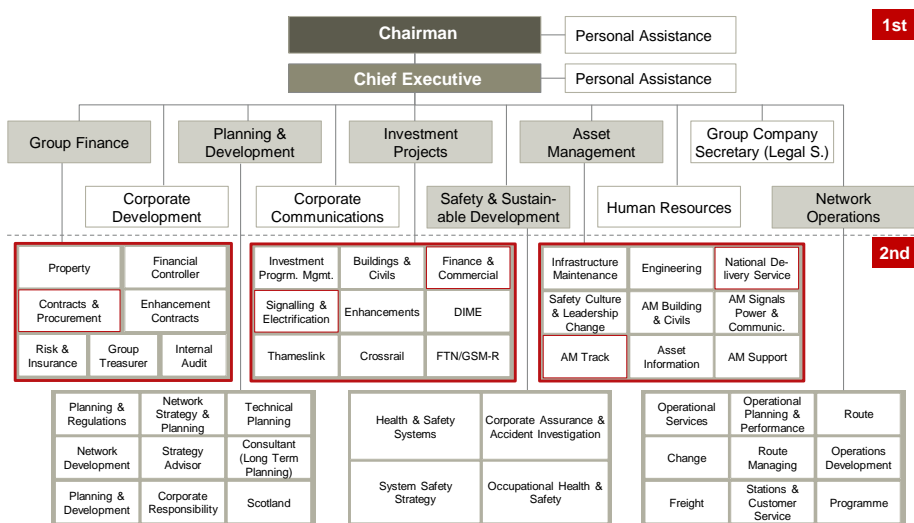 Chairman
Personal Assistance
1st
Chief Executive
Personal Assistance
Group Finance
Planning &
Development
Investment
Projects
Asset
Management
Group Company
Secretary (Legal S.)
Corporate
Development
Corporate
Communications
Safety & Sustain-
able Development
Human Resources
Network
Operations
2nd
Property
Financial
Controller
Contracts &
Procurement
Enhancement
Contracts
Risk &
Insurance
Group
Treasurer
Internal
Audit
Investment
Progrm. Mgmt.
Buildings &
Civils
Finance &
Commercial
Signalling &
Electrification
Enhancements
DIME
Thameslink
Crossrail
FTN/GSM-R
Infrastructure
Maintenance
Engineering
National De-
livery Service
Safety Culture
& Leadership
Change
AM Building
& Civils
AM Signals
Power &
Communic.
AM Track
Asset
Information
AM Support
Planning &
Regulations
Network
Strategy &
Planning
Technical
Planning
Network
Development
Strategy
Advisor
Consultant
(Long Term
Planning)
Planning &
Development
Corporate
Responsibility
Scotland
Health & Safety
Systems
Corporate Assurance &
Accident Investigation
System Safety
Strategy
Occupational Health &
Safety
Operational
Services
Operational
Planning &
Performance
Route
Change
Route
Managing
Operations
Development
Freight
Stations &
Customer
Service
Programme